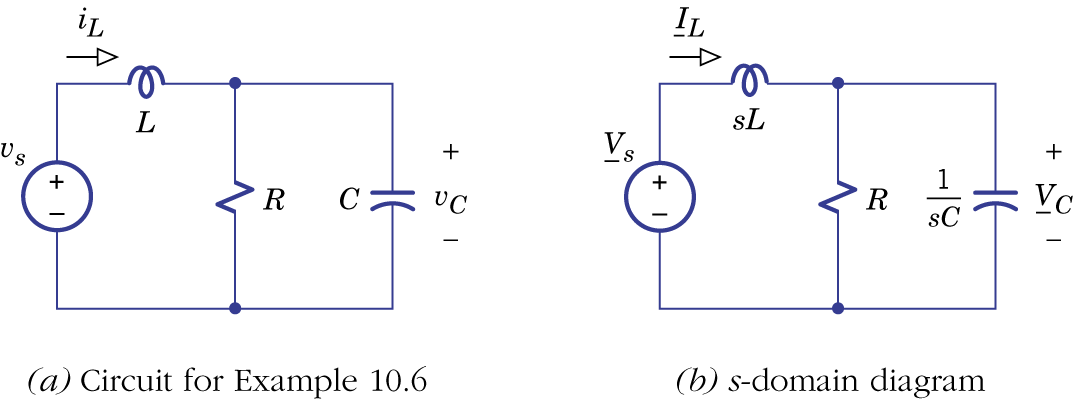 i_L
L
v_s
+
−
R
C
+
v_C
−
(a) Circuit for Example 10.6
I_L
sL
V_s
+
−
R
1
sC
+
V_C
−
(b) s-domain diagram